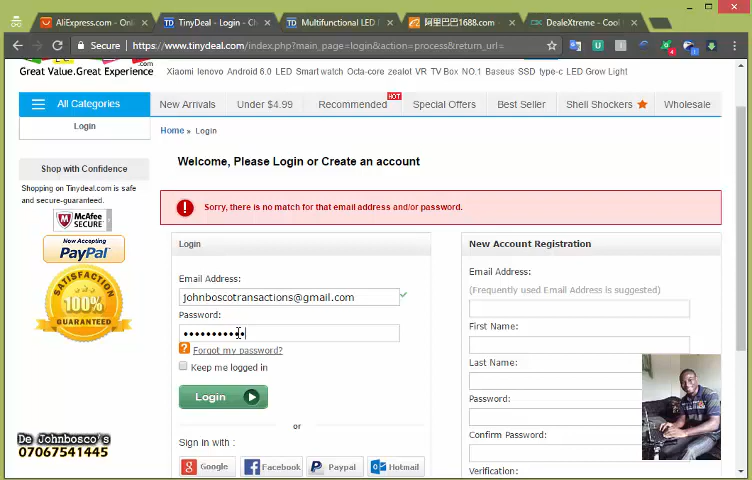 AliExpress.com - Onli
TinyDeal - Login - Ch
Multifunctional LED
阿里巴巴1688.com -
DealeXtreme - Cool
Secure
https://www.tinydeal.com/index.php?main_page=login&action=process&return_url=
.com
Great Value.Great Experience
Xiaomi lenovo Android 6.0 LED Smart watch Octa-core zealot VR TV Box NO.1 Baseus SSD type-c LED Grow Light
HOT
All Categories
New Arrivals
Under $4.99
Recommended
Special Offers
Best Seller
Shell Shockers
Wholesale
Login
Home » Login
Welcome, Please Login or Create an account
Shop with Confidence
Shopping on Tinydeal.com is safe
and secure-guaranteed.
McAfee
SECURE
Now Accepting
PayPal
SATISFACTION
100%
GUARANTEE
Sorry, there is no match for that email address and/or password.
Login
Email Address:
johnboscotransactions@gmail.com
Password:
••••••••••••
Forgot my password?
Keep me logged in
Login
or
Sign in with :
Google
Facebook
Paypal
Hotmail
New Account Registration
Email Address:
(Frequently used Email Address is suggested)
First Name:
Last Name:
Password:
Confirm Password:
Verification:
De Johnbosco's
07067541445